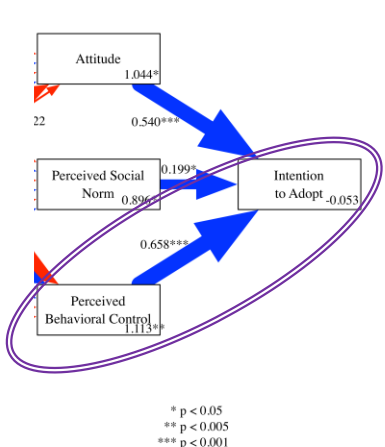 Attitude
1.044*
22
0.540***
0.199*
Perceived Social
Norm
0.896*
Intention
to Adopt
-0.053
0.658***
Perceived
Behavioral Control
1.113**
* p < 0.05
** p < 0.005
*** p < 0.001